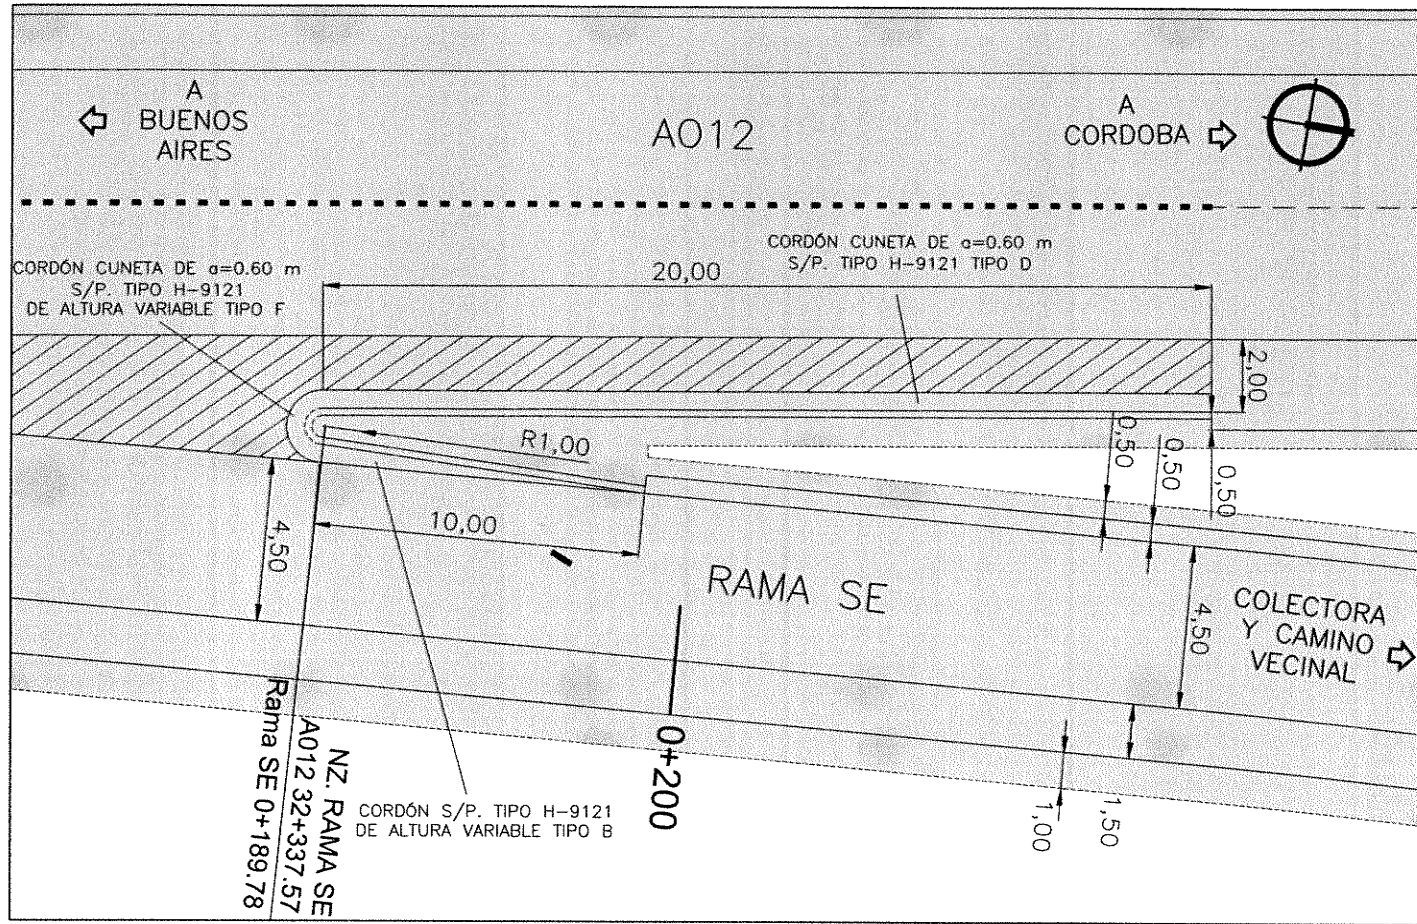 A
BUENOS
AIRES
A012
A
CORDOBA
CORDÓN CUNETA DE a=0.60 m
S/P. TIPO H-9121 TIPO D
CORDÓN CUNETA DE a=0.60 m
S/P. TIPO H-9121
DE ALTURA VARIABLE TIPO F
20,00
2,00
R1,00
0,50
0,50
0,50
10,00
4,50
RAMA SE
4,50
COLECTORA
Y CAMINO
VECINAL
NZ. RAMA SE
A012 32+337.57
Rama SE 0+189.78
0+200
CORDÓN S/P. TIPO H-9121
DE ALTURA VARIABLE TIPO B
1,50
1,00